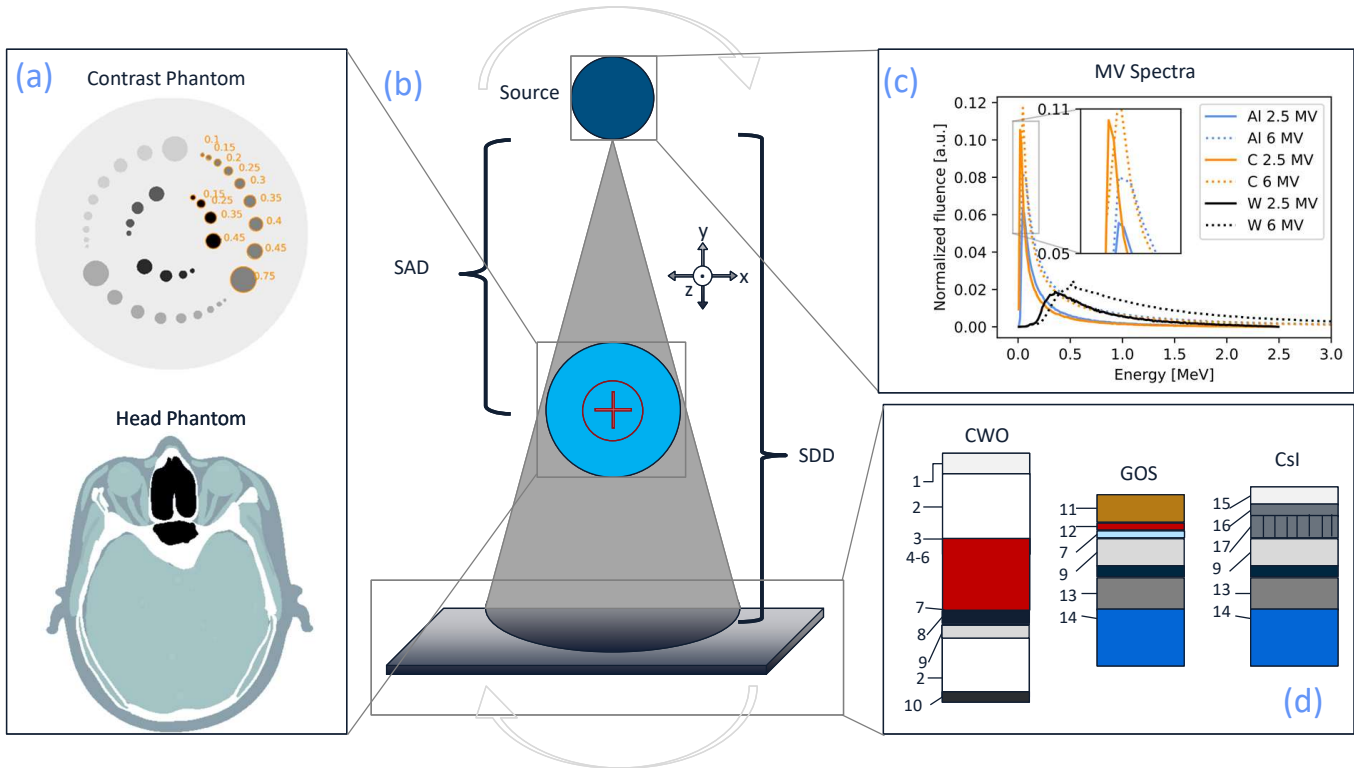 (a)
Contrast Phantom
0.1
0.15
0.2
0.25
0.3
0.35
0.4
0.45
0.75
0.15
0.25
0.35
0.45
Head Phantom
(b)
Source
SAD
SDD
y
x
z
(c)
MV Spectra
Normalized fluence [a.u.]
0.12
0.10
0.08
0.06
0.04
0.02
0.00
0.11
0.05
Al 2.5 MV
Al 6 MV
C 2.5 MV
C 6 MV
W 2.5 MV
W 6 MV
0.0 0.5 1.0 1.5 2.0 2.5 3.0
Energy [MeV]
CWO
1
2
3
4-6
7
8
9
2
10
GOS
11
12
7
9
13
14
CsI
15
16
17
9
13
14
(d)